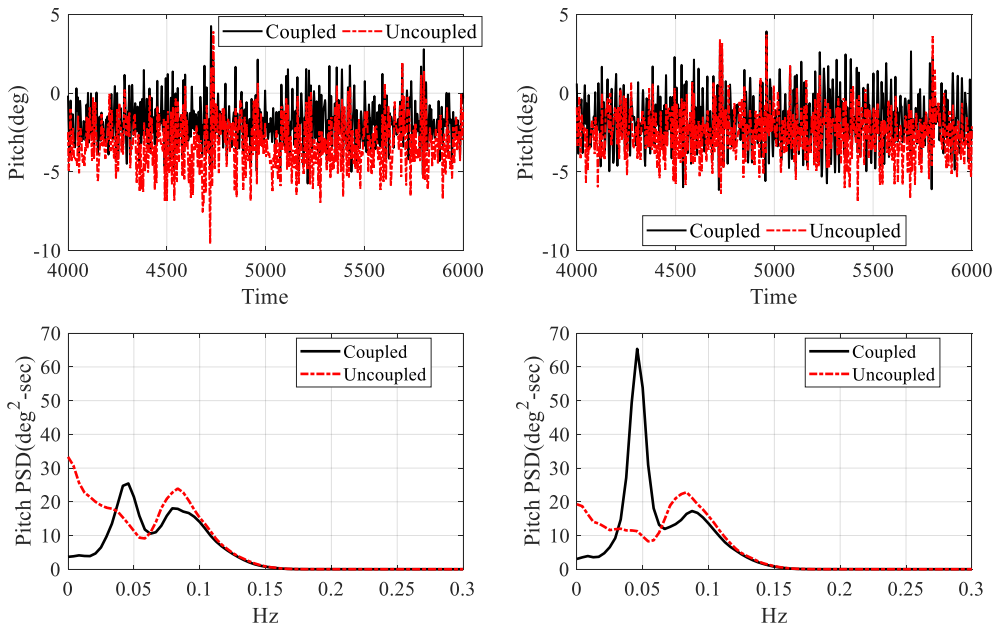 5
Coupled Uncoupled
0
-5
-10
Pitch(deg)
4000 4500 5000 5500 6000
Time
5
0
-5
-10
Pitch(deg)
Coupled Uncoupled
4000 4500 5000 5500 6000
Time
70
60
50
40
30
20
10
0
Pitch PSD(deg²-sec)
Coupled
Uncoupled
0 0.05 0.1 0.15 0.2 0.25 0.3
Hz
70
60
50
40
30
20
10
0
Pitch PSD(deg²-sec)
Coupled
Uncoupled
0 0.05 0.1 0.15 0.2 0.25 0.3
Hz